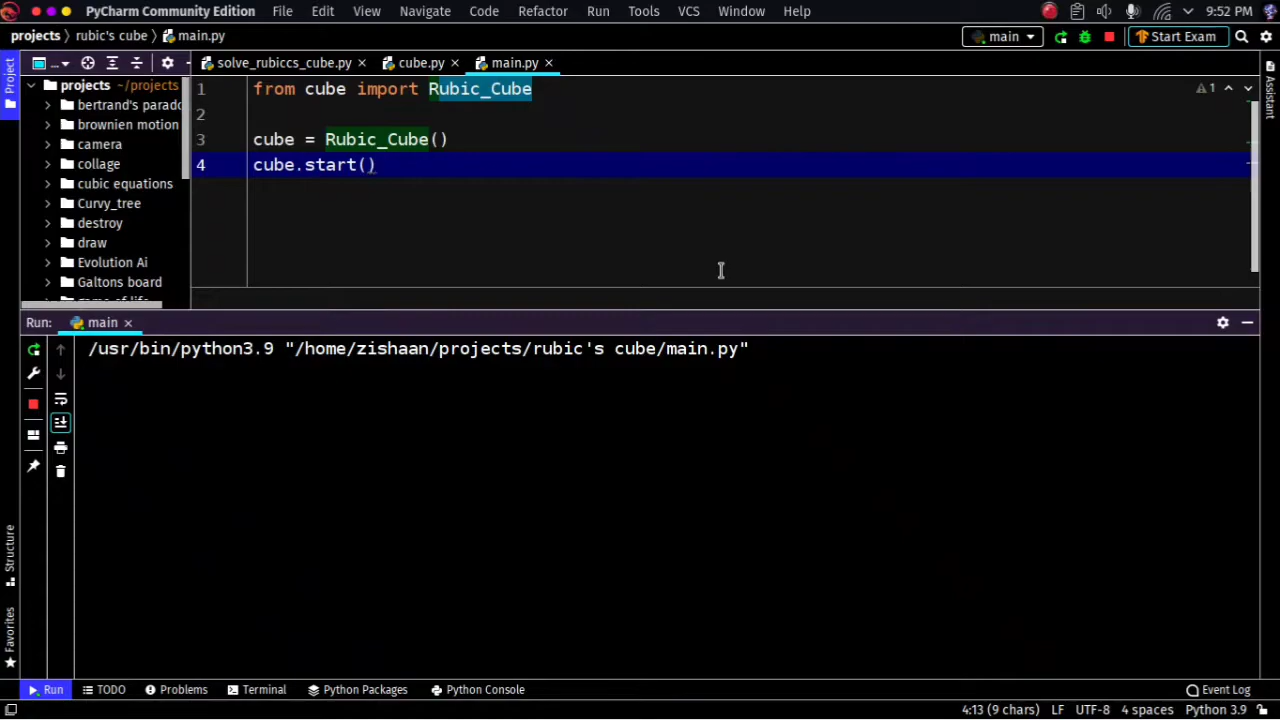 PyCharm Community Edition File Edit View Navigate Code Refactor Run Tools VCS Window Help 9:52 PM
projects rubic's cube main.py main Start Exam
Project ... solve_rubiccs_cube.py cube.py main.py Assistant
projects ~/projects
bertrand's parado
brownien motion
camera
collage
cubic equations
Curvy_tree
destroy
draw
Evolution Ai
Galtons board
game of life
1 from cube import Rubic_Cube
1
2
3 cube = Rubic_Cube()
4 cube.start()
Run: main
/usr/bin/python3.9 "/home/zishaan/projects/rubic's cube/main.py"
Structure
Favorites
Run TODO Problems Terminal Python Packages Python Console Event Log
4:13 (9 chars) LF UTF-8 4 spaces Python 3.9